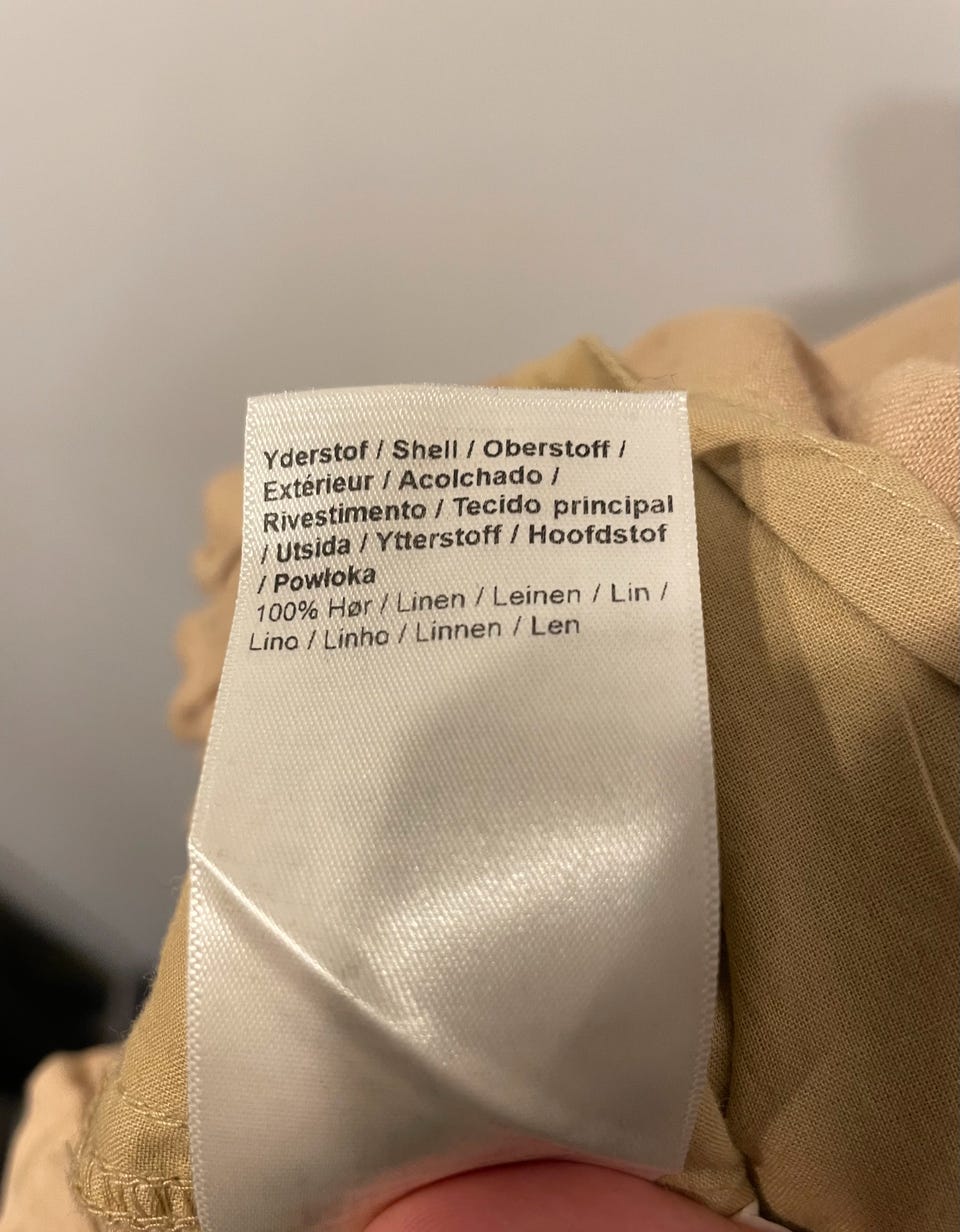 Yderstof / Shell / Oberstoff /
Extérieur / Acolchado /
Rivestimento / Tecido principal
/ Utsida / Ytterstoff / Hoofdstof
/ Powłoka
100% Hør / Linen / Leinen / Lin /
Lino / Linho / Linnen / Len